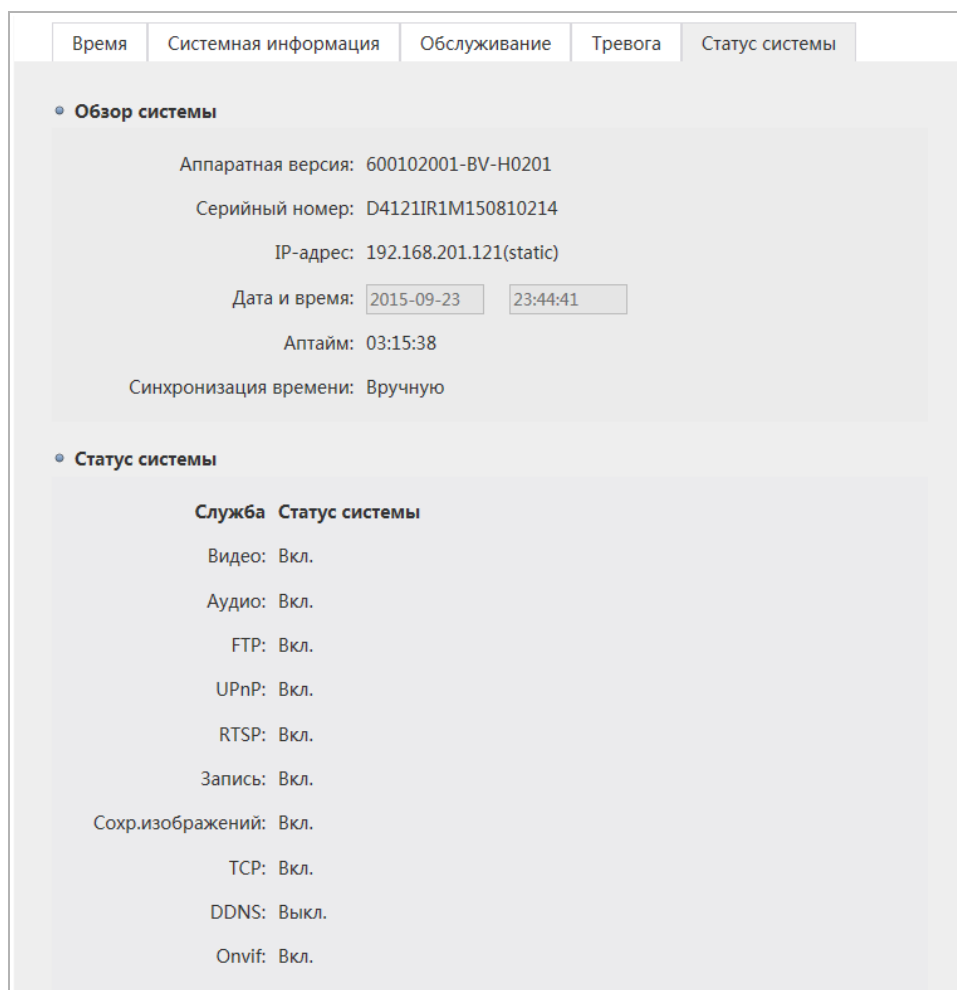 Время Системная информация Обслуживание Тревога Статус системы
Обзор системы
Аппаратная версия: 600102001-BV-H0201
Серийный номер: D4121IR1M150810214
IP-адрес: 192.168.201.121(static)
Дата и время: 2015-09-23 23:44:41
Аптайм: 03:15:38
Синхронизация времени: Вручную
Статус системы
Служба Статус системы
Видео: Вкл.
Аудио: Вкл.
FTP: Вкл.
UPnP: Вкл.
RTSP: Вкл.
Запись: Вкл.
Сохр.изображений: Вкл.
TCP: Вкл.
DDNS: Выкл.
Onvif: Вкл.